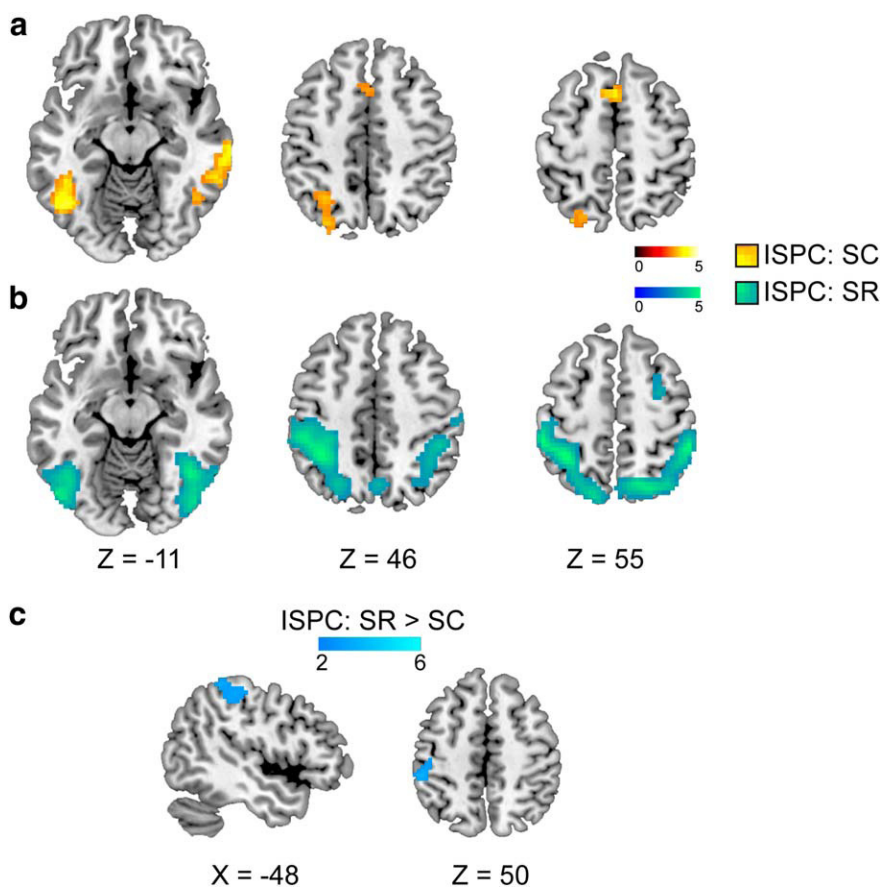 a
0 5 ISPC: SC
0 5 ISPC: SR
b
Z = -11 Z = 46 Z = 55
c
ISPC: SR > SC
2 6
X = -48 Z = 50